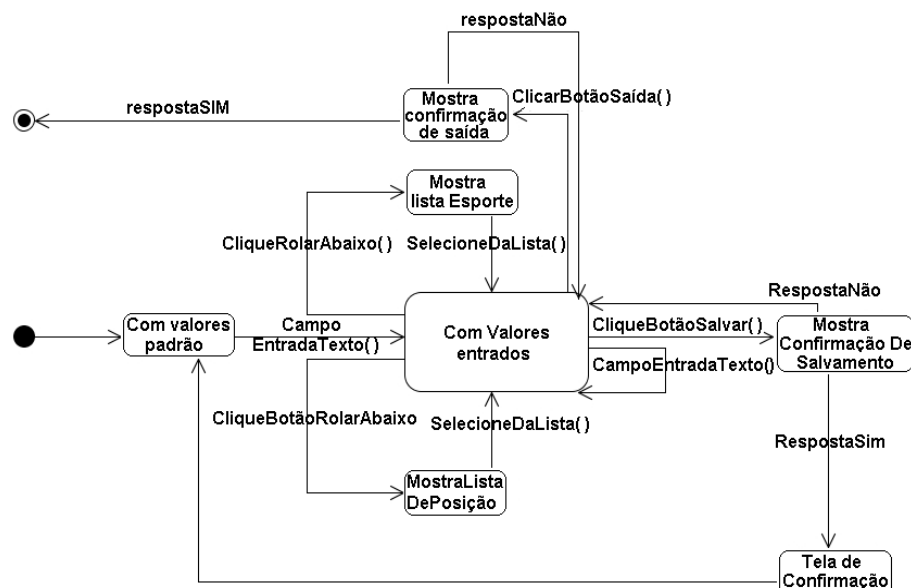 respostaNão
respostaSIM
Mostra
confirmação
de saída
ClicarBotãoSaída()
Mostra
lista Esporte
CliqueRolarAbaixo()
SelecioneDaLista()
RespostaNão
Com valores
padrão
Campo
EntradaTexto()
Com Valores
entrados
CliqueBotãoSalvar()
Mostra
Confirmação De
Salvamento
CampoEntradaTexto()
CliqueBotãoRolarAbaixo
SelecioneDaLista()
RespostaSim
MostraLista
DePosição
Tela de
Confirmação